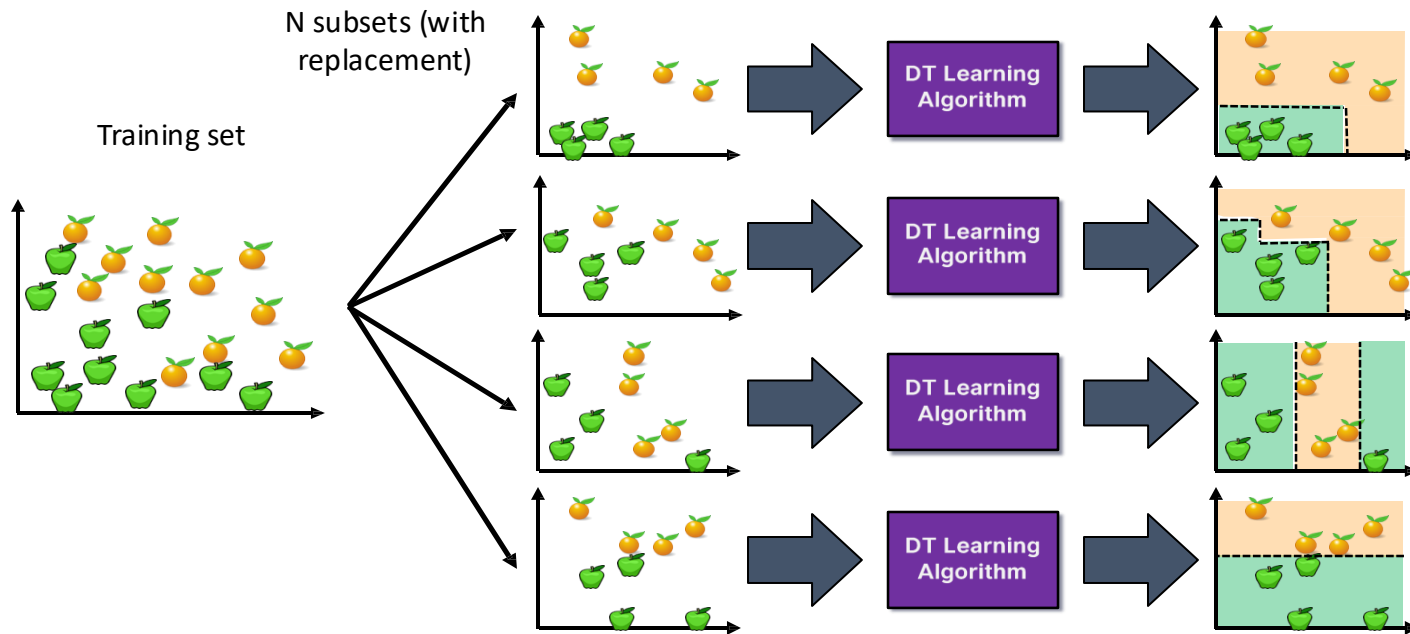 N subsets (with
replacement)
Training set
DT Learning
Algorithm
DT Learning
Algorithm
DT Learning
Algorithm
DT Learning
Algorithm